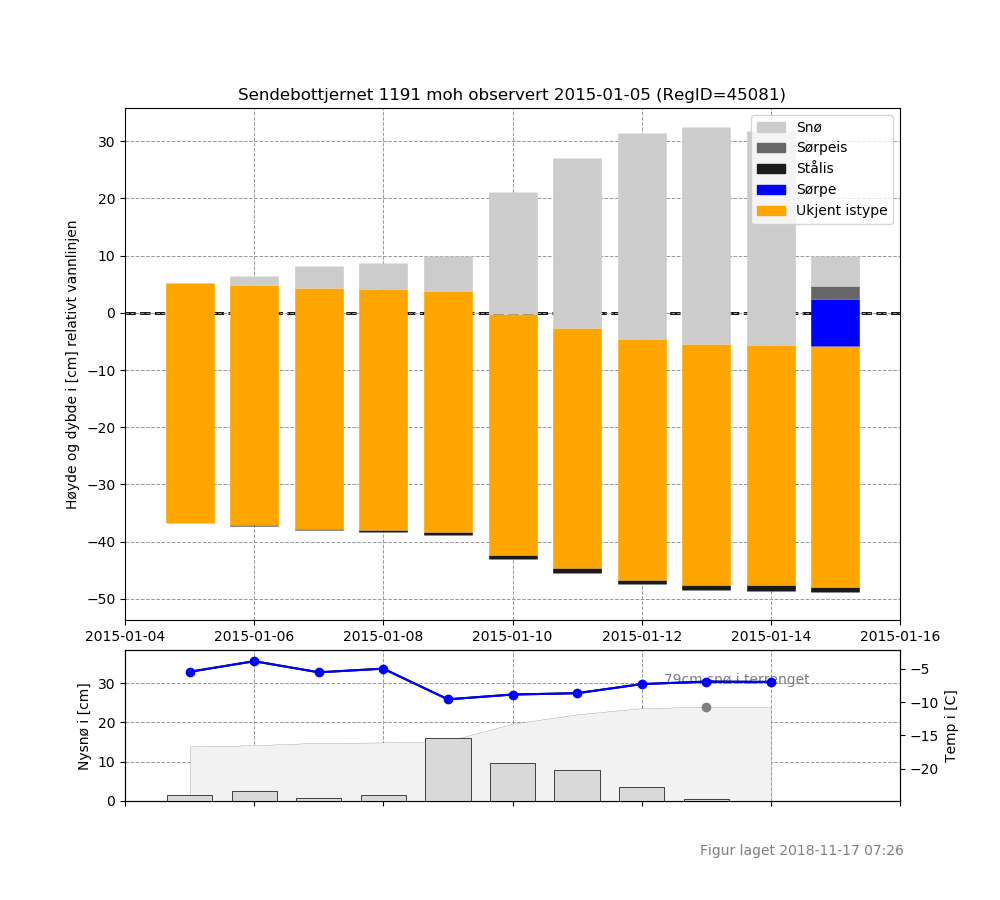 Sendebottjernet 1191 moh observert 2015-01-05 (RegID=45081)
Høyde og dybde i [cm] relativt vannlinjen
30
20
10
0
−10
−20
−30
−40
−50
Snø
Sørpeis
Stålis
Sørpe
Ukjent istype
2015-01-04 2015-01-06 2015-01-08 2015-01-10 2015-01-12 2015-01-14 2015-01-16
Nysnø i [cm]
30
20
10
0
79cm snø i terrenget
−5
−10
−15
−20
Temp i [C]
Figur laget 2018-11-17 07:26